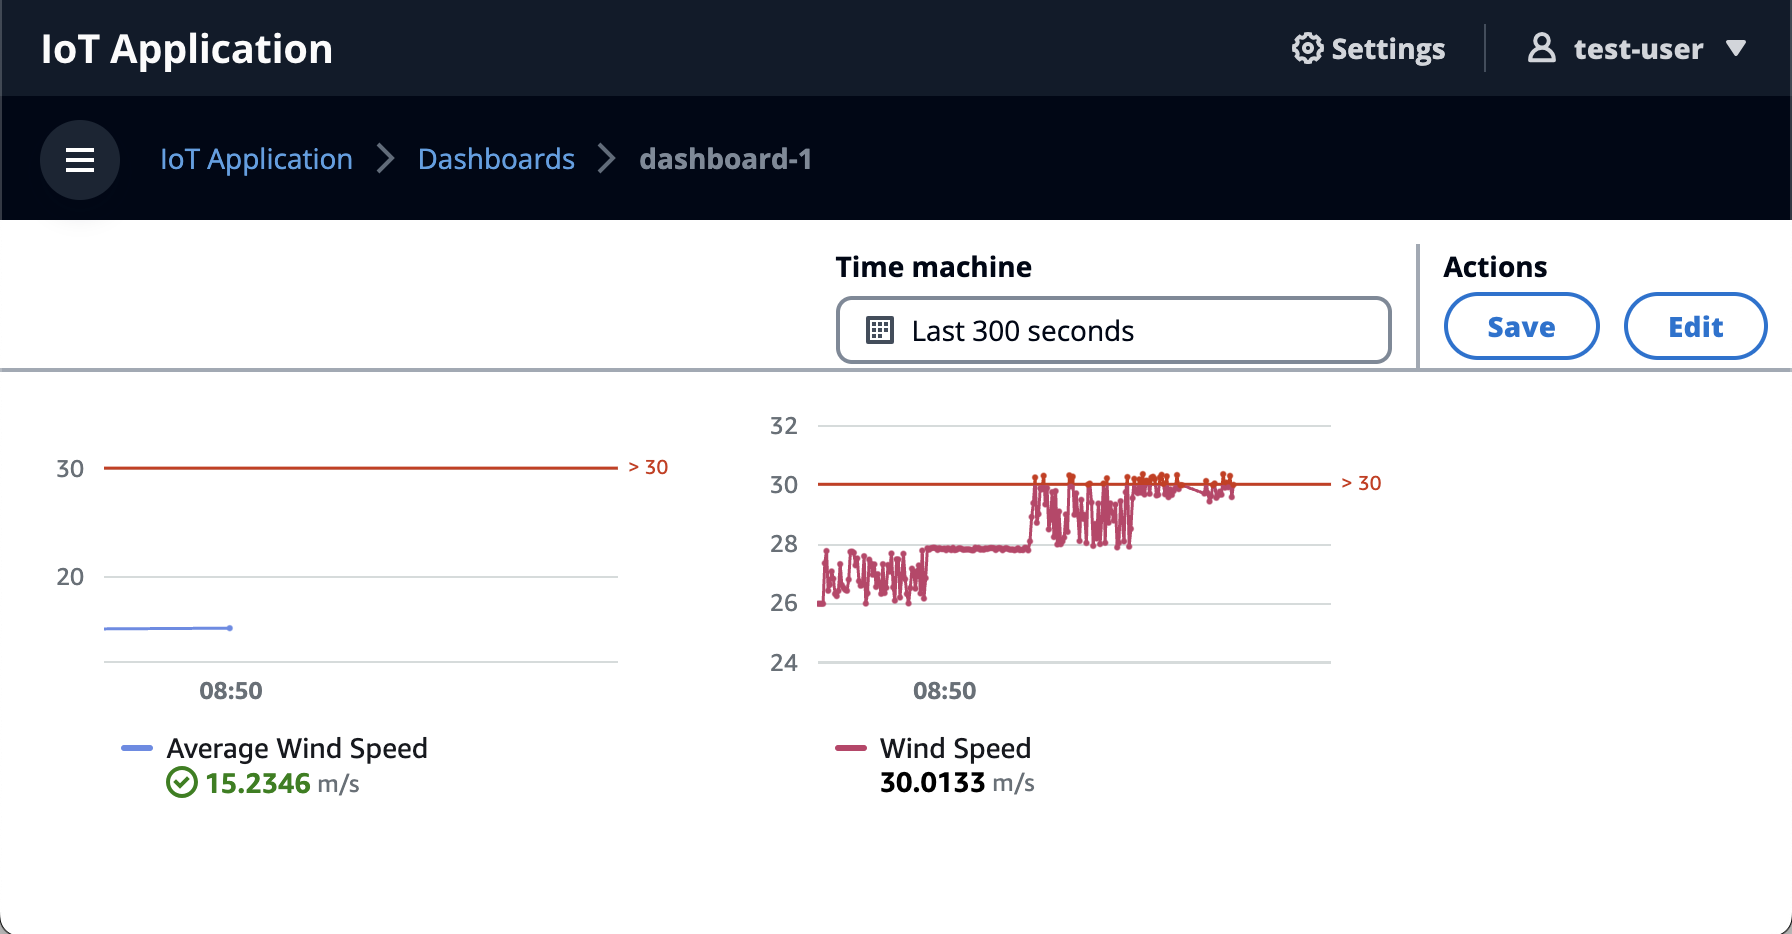 IoT Application
Settings
test-user
IoT Application
Dashboards
dashboard-1
Time machine
Last 300 seconds
Actions
Save
Edit
30
> 30
20
08:50
Average Wind Speed
15.2346 m/s
32
30
> 30
28
26
24
08:50
Wind Speed
30.0133 m/s